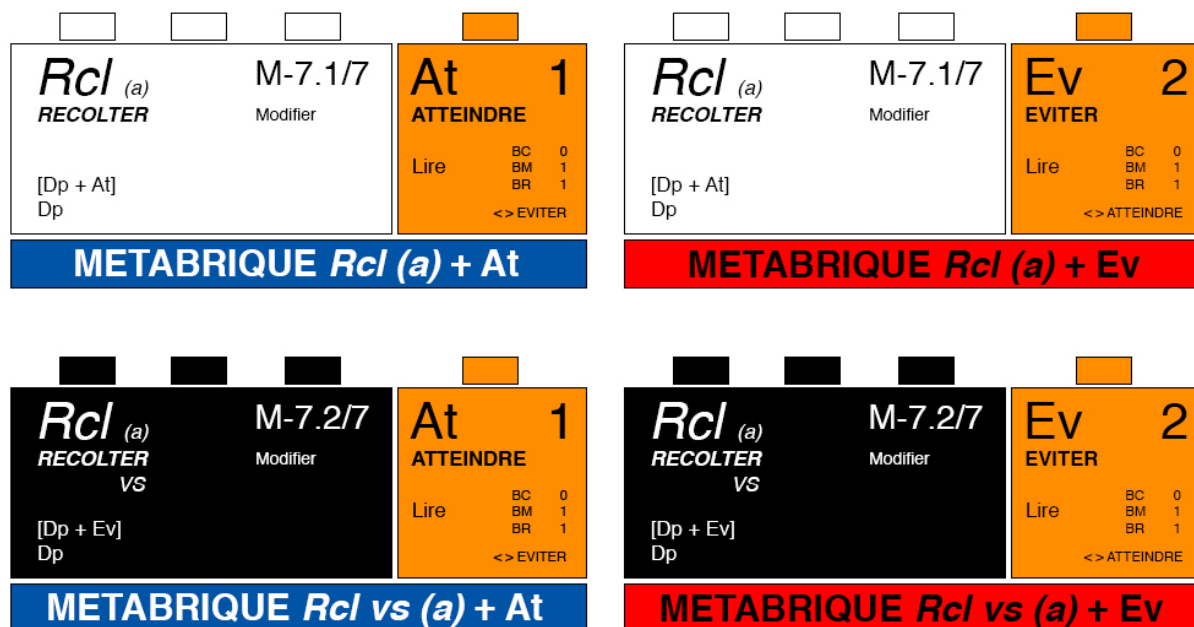 Rcl (a) M-7.1/7
RECOLTER Modifier
[Dp + At]
Dp
At 1
ATTEINDRE
Lire
BC 0
BM 1
BR 1
<> EVITER
METABRIQUE Rcl (a) + At
Rcl (a) M-7.1/7
RECOLTER Modifier
[Dp + At]
Dp
Ev 2
EVITER
Lire
BC 0
BM 1
BR 1
<> ATTEINDRE
METABRIQUE Rcl (a) + Ev
Rcl (a) M-7.2/7
RECOLTER Modifier
VS
[Dp + Ev]
Dp
At 1
ATTEINDRE
Lire
BC 0
BM 1
BR 1
<> EVITER
METABRIQUE Rcl vs (a) + At
Rcl (a) M-7.2/7
RECOLTER Modifier
VS
[Dp + Ev]
Dp
Ev 2
EVITER
Lire
BC 0
BM 1
BR 1
<> ATTEINDRE
METABRIQUE Rcl vs (a) + Ev